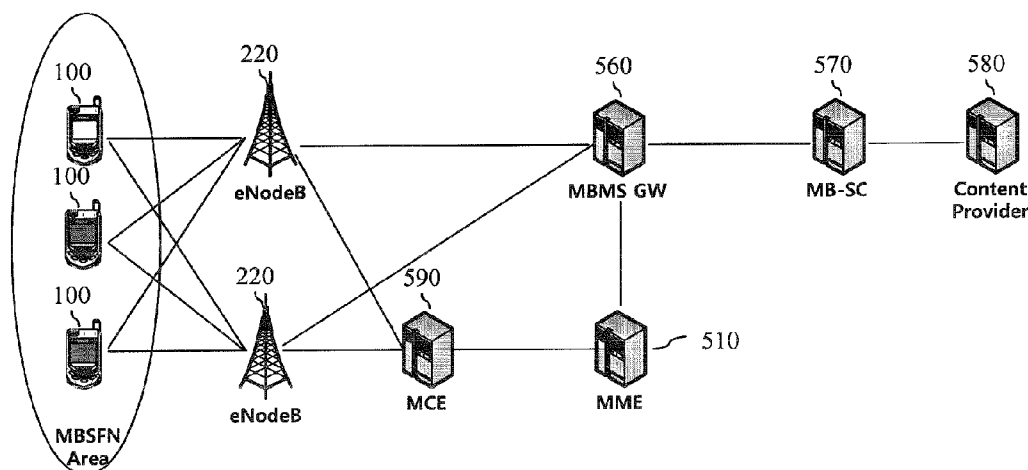 100
220
560
570
580
100
eNodeB
MBMS GW
MB-SC
Content
Provider
100
220
590
510
eNodeB
MCE
MME
MBSFN
Area